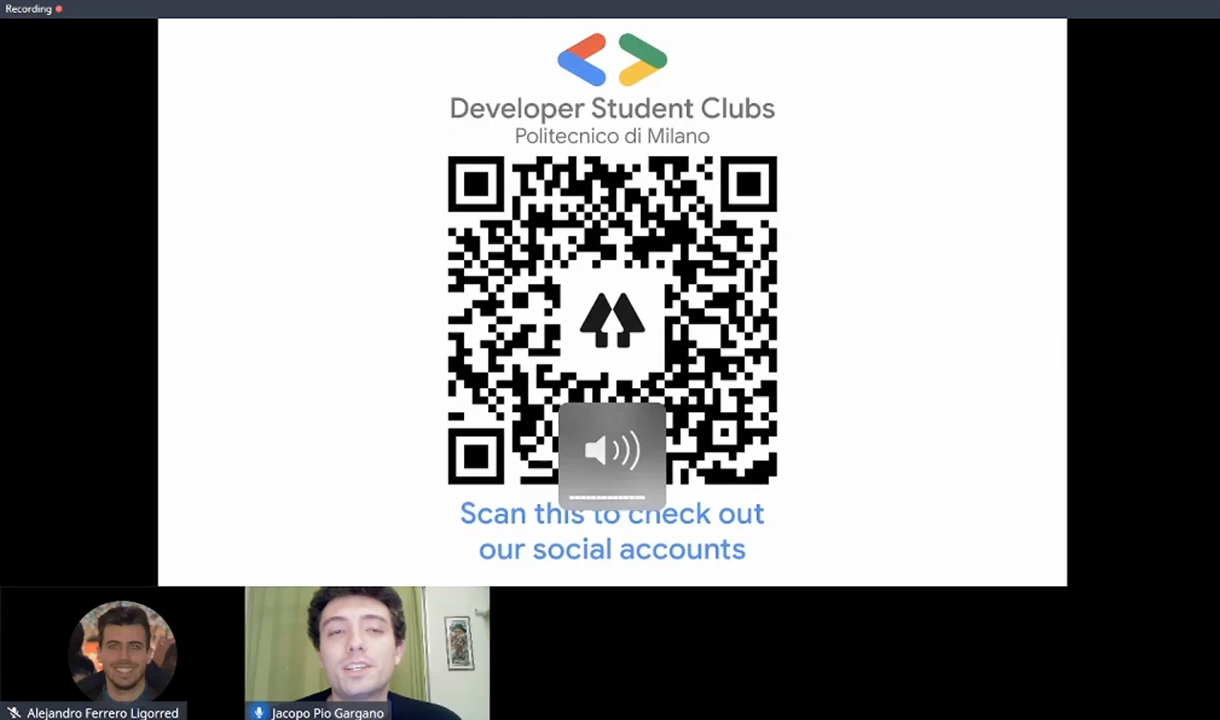 Recording
Developer Student Clubs
Politecnico di Milano
Scan this to check out
our social accounts
Alejandro Ferrero Ligorred
Jacopo Pio Gargano